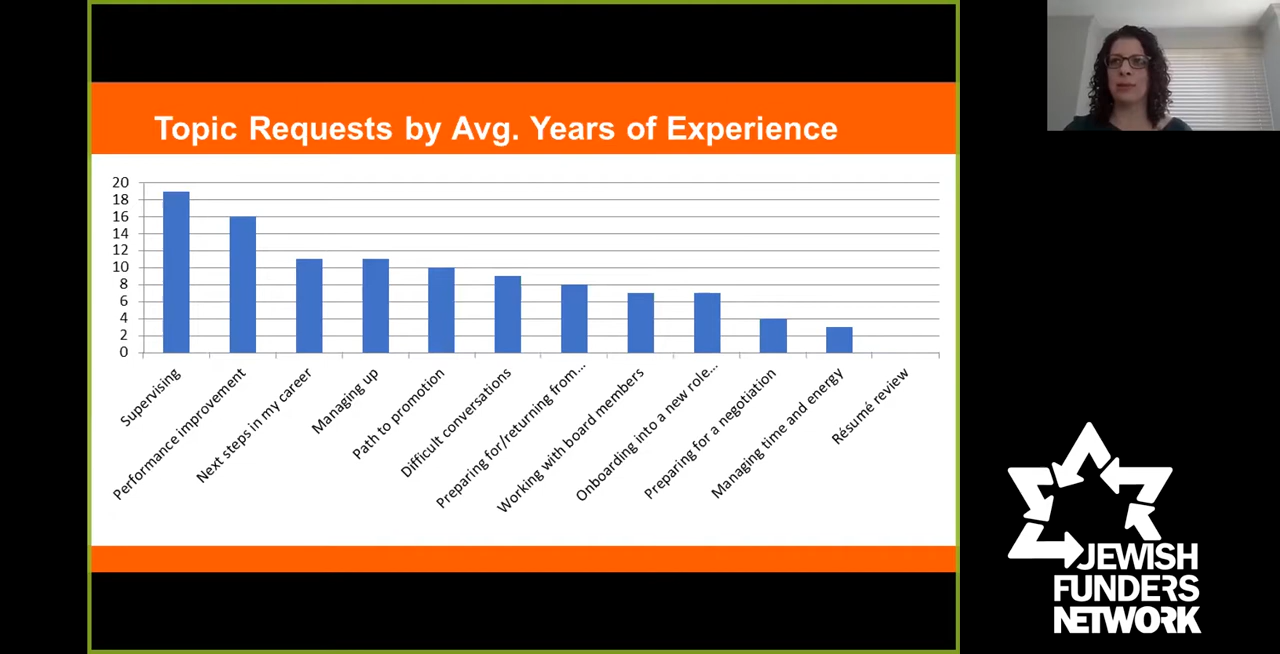 Topic Requests by Avg. Years of Experience
20
18
16
14
12
10
8
6
4
2
0
Supervising
Performance improvement
Next steps in my career
Managing up
Path to promotion
Difficult conversations
Preparing for/returning from...
Working with board members
Onboarding into a new role...
Preparing for a negotiation
Managing time and energy
Résumé review
JEWISH
FUNDERS
NETWORK